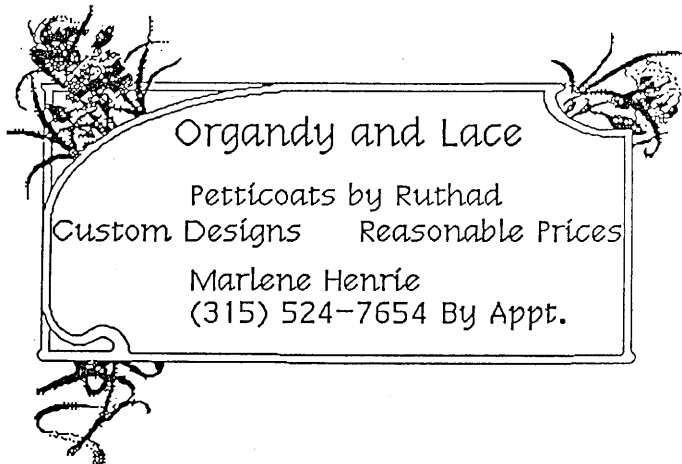 Organdy and Lace
Petticoats by Ruthad
Custom Designs Reasonable Prices
Marlene Henrie
(315) 524-7654 By Appt.